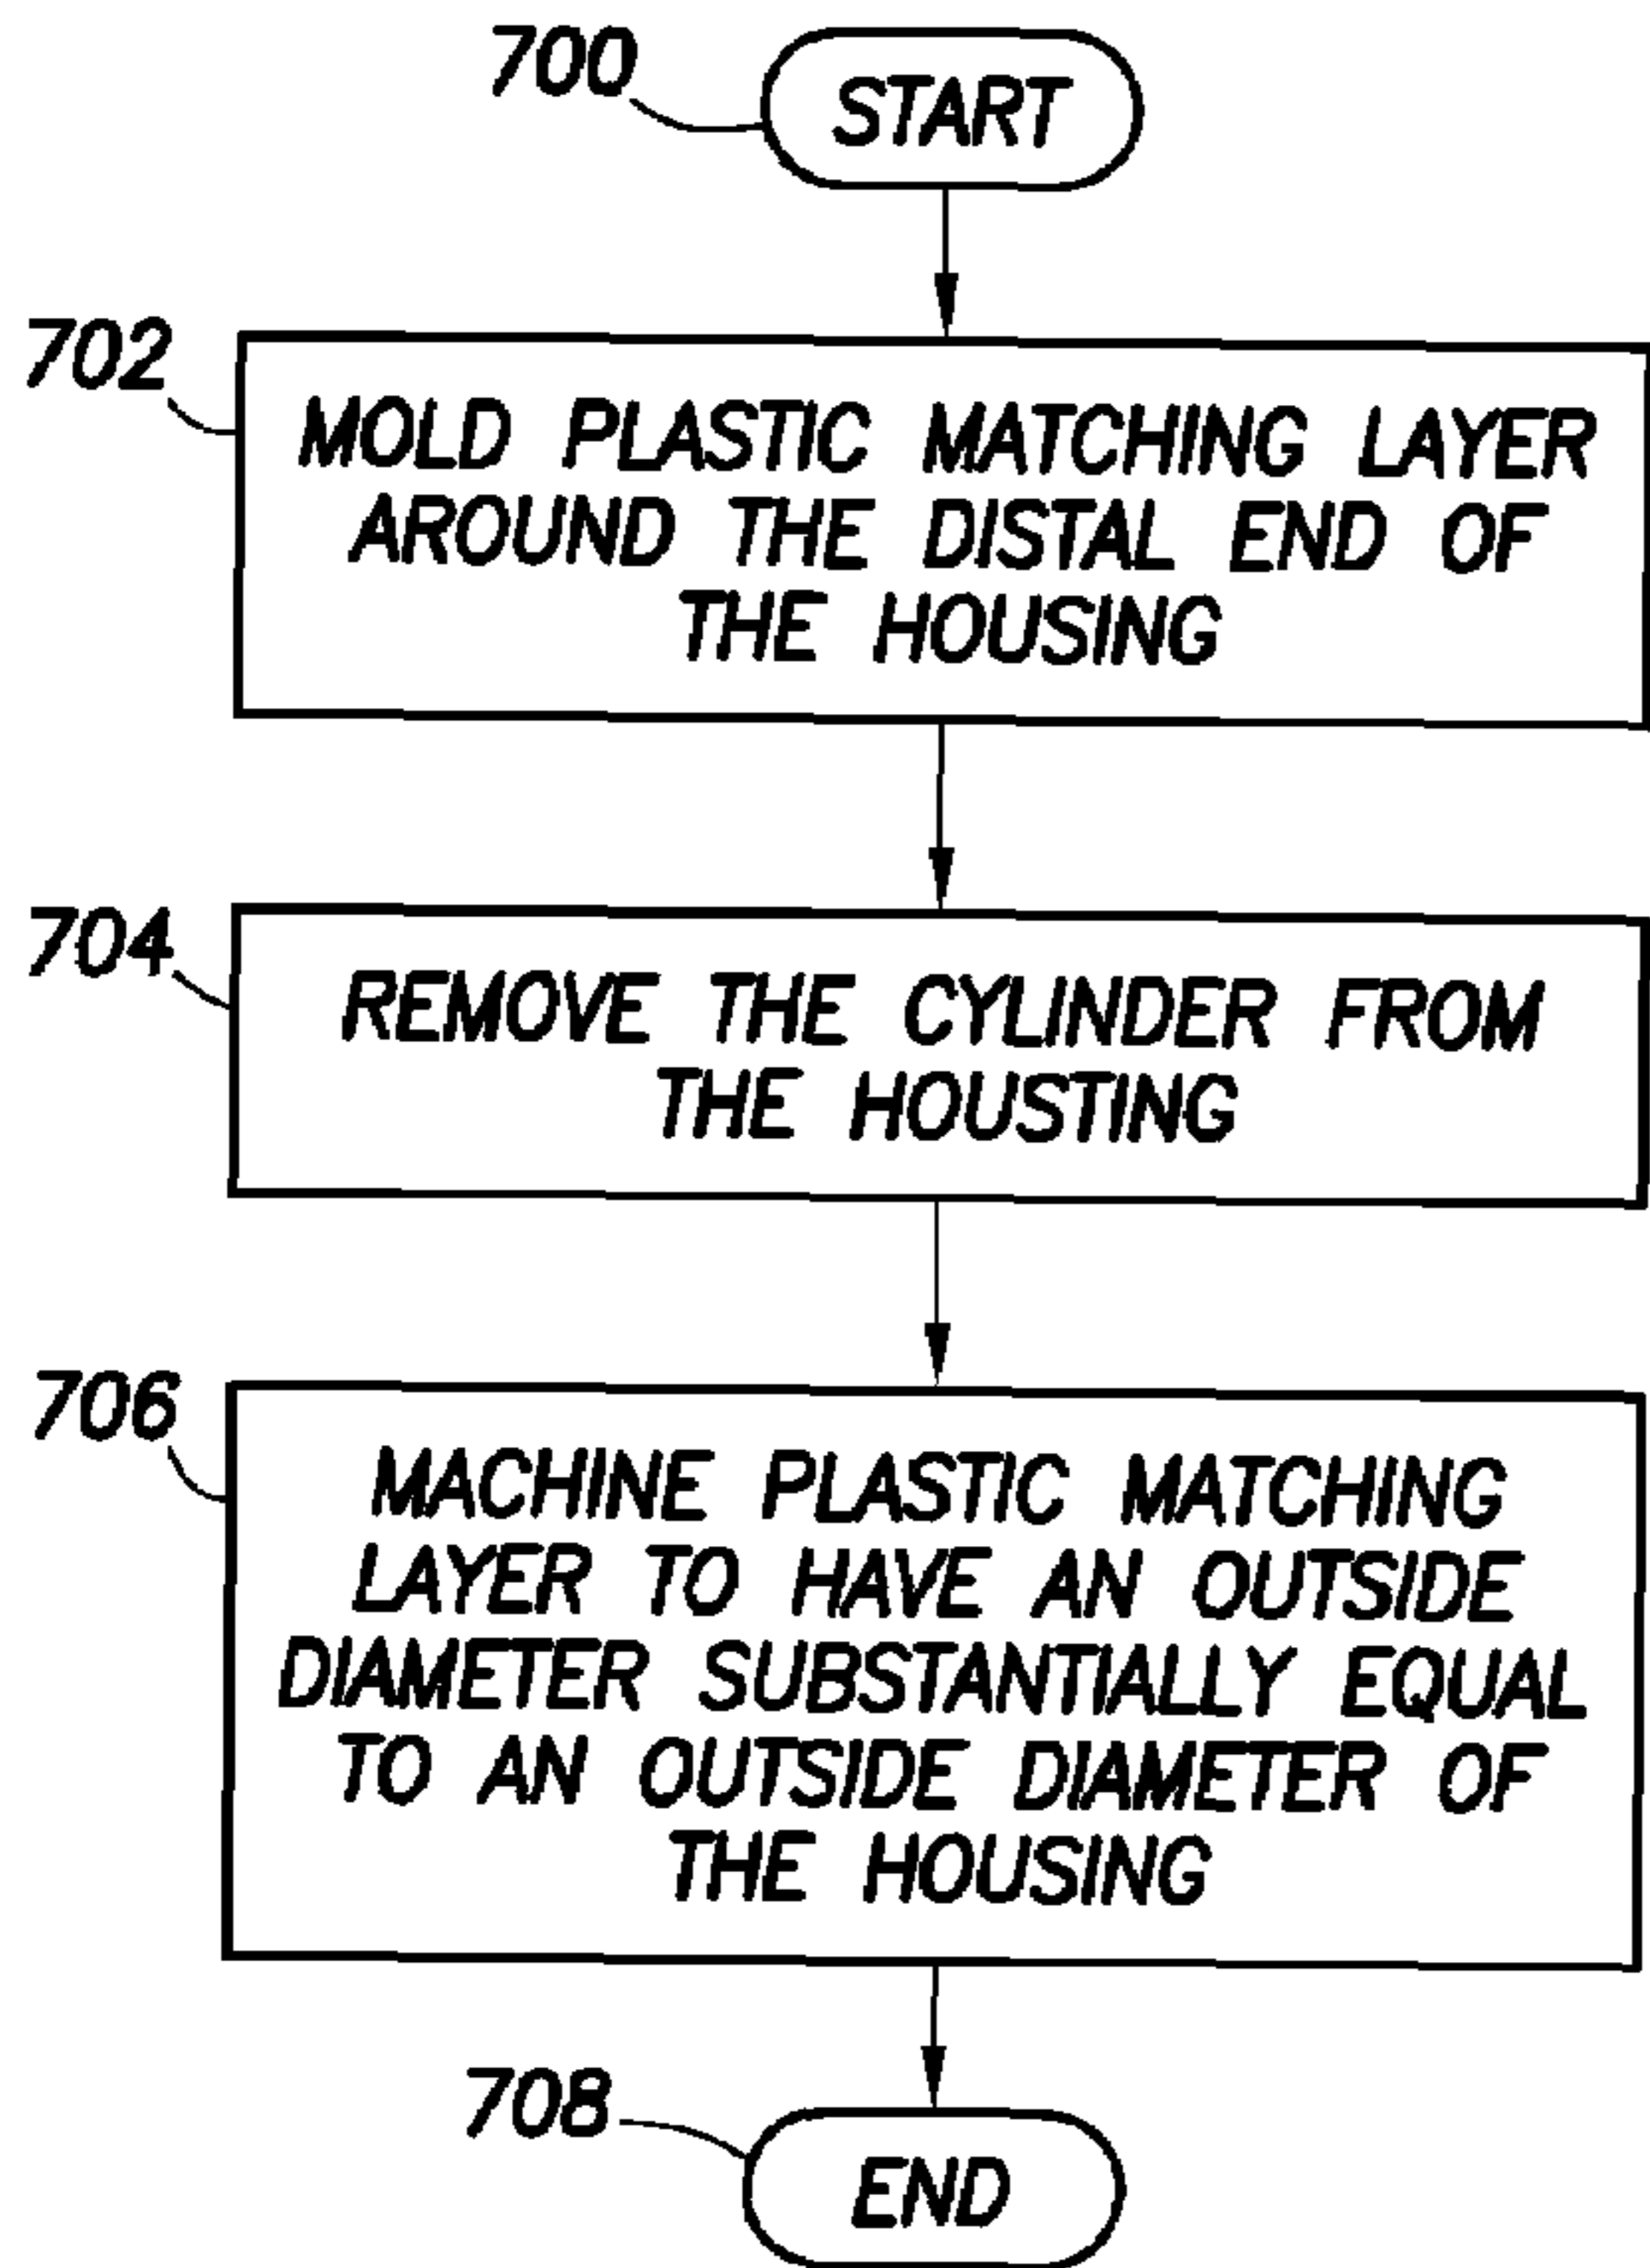 700
START
702
MOLD PLASTIC MATCHING LAYER
AROUND THE DISTAL END OF
THE HOUSING
704
REMOVE THE CYLINDER FROM
THE HOUSTING
706
MACHINE PLASTIC MATCHING
LAYER TO HAVE AN OUTSIDE
DIAMETER SUBSTANTIALLY EQUAL
TO AN OUTSIDE DIAMETER OF
THE HOUSING
708
END